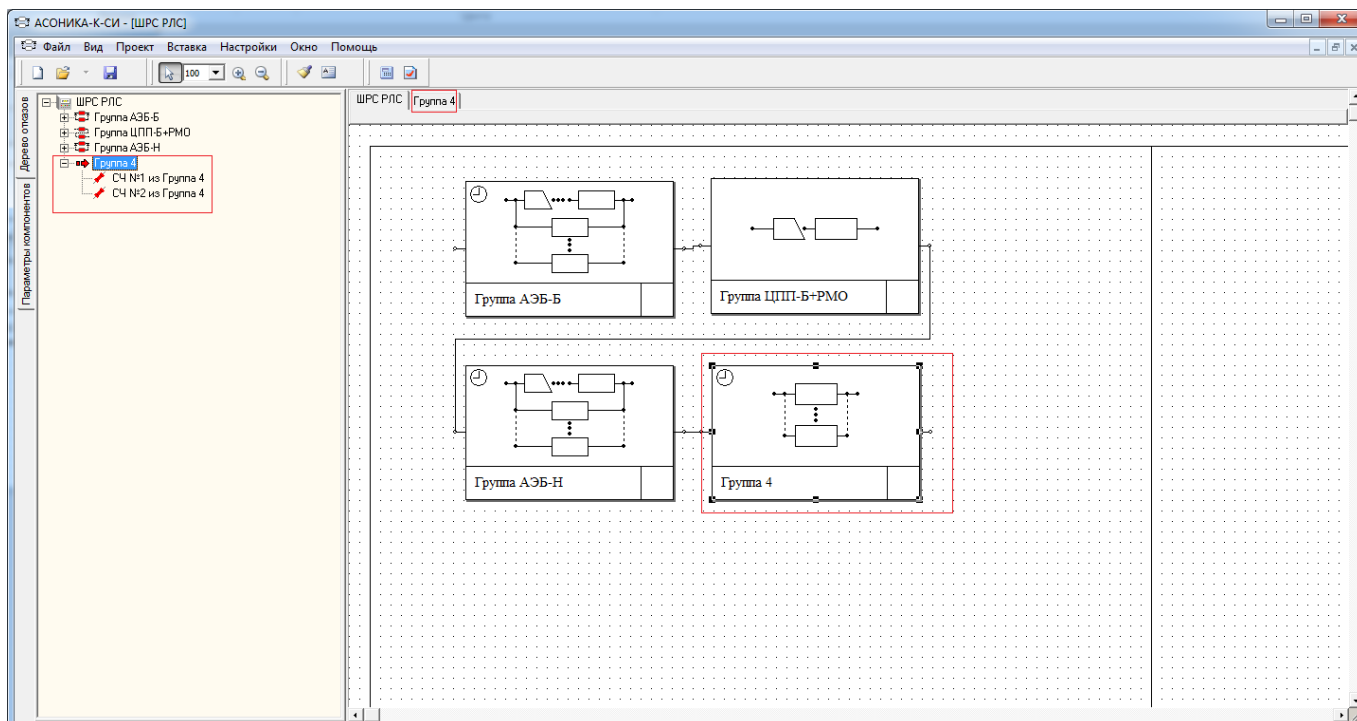 АСОНИКА-К-СИ - [ШРС РЛС]
Файл Вид Проект Вставка Настройки Окно Помощь
100
Дерево отказов
Параметры компонентов
ШРС РЛС
Группа АЭБ-Б
Группа ЦПП-Б+РМО
Группа АЭБ-Н
Группа 4
СЧ №1 из Группа 4
СЧ №2 из Группа 4
ШРС РЛС Группа 4
Группа АЭБ-Б
Группа ЦПП-Б+РМО
Группа АЭБ-Н
Группа 4